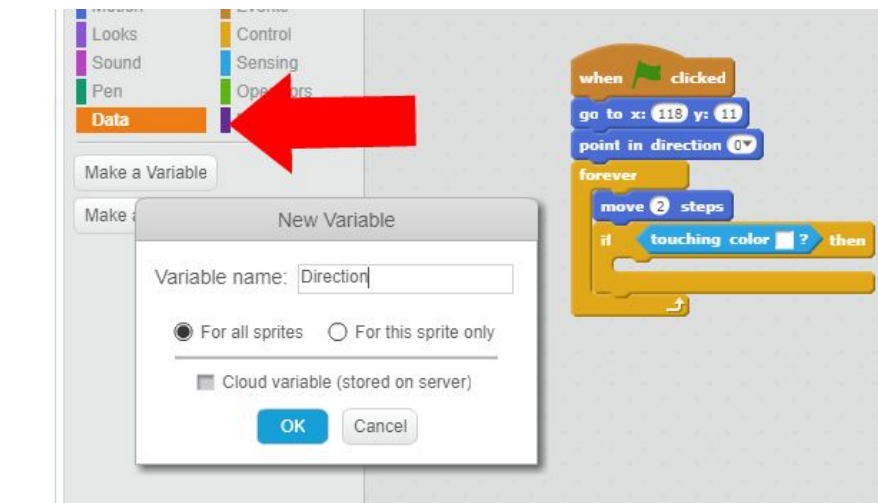 Looks
Control
Sound
Sensing
Pen
Data
Make a Variable
Make
New Variable
Variable name: Direction
For all sprites For this sprite only
Cloud variable (stored on server)
OK Cancel
when clicked
go to x: 118 y: 11
point in direction 0
forever
move 2 steps
if touching color ? then